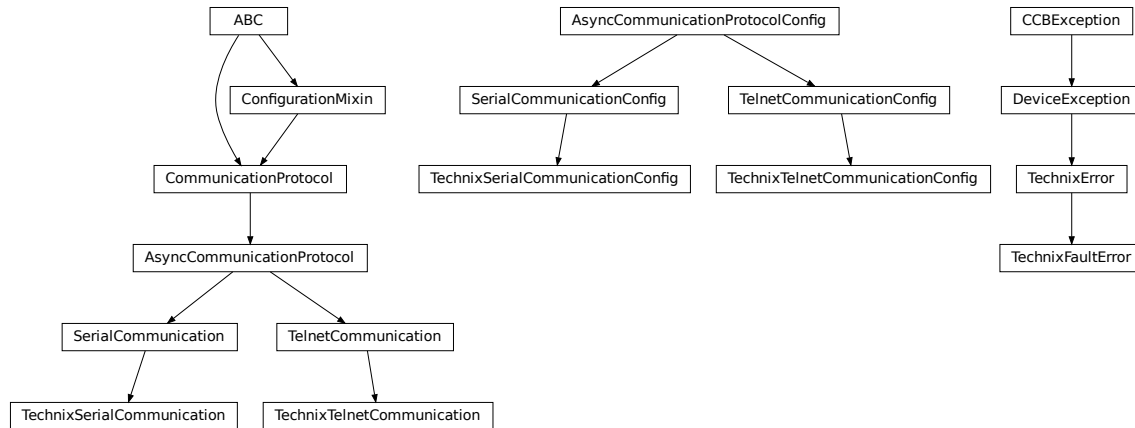 ABC
AsyncCommunicationProtocolConfig
CCBException
ConfigurationMixin
SerialCommunicationConfig
TelnetCommunicationConfig
DeviceException
CommunicationProtocol
TechnixSerialCommunicationConfig
TechnixTelnetCommunicationConfig
TechnixError
AsyncCommunicationProtocol
TechnixFaultError
SerialCommunication
TelnetCommunication
TechnixSerialCommunication
TechnixTelnetCommunication